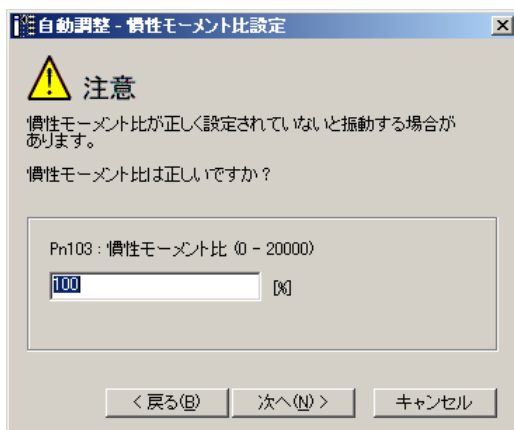 自動調整 - 慣性モーメント比設定
注意
慣性モーメント比が正しく設定されていないと振動する場合が
あります。
慣性モーメント比は正しいですか？
Pn103 : 慣性モーメント比 (0 - 20000)
100 [%]
< 戻る(B) 次へ(N) > キャンセル